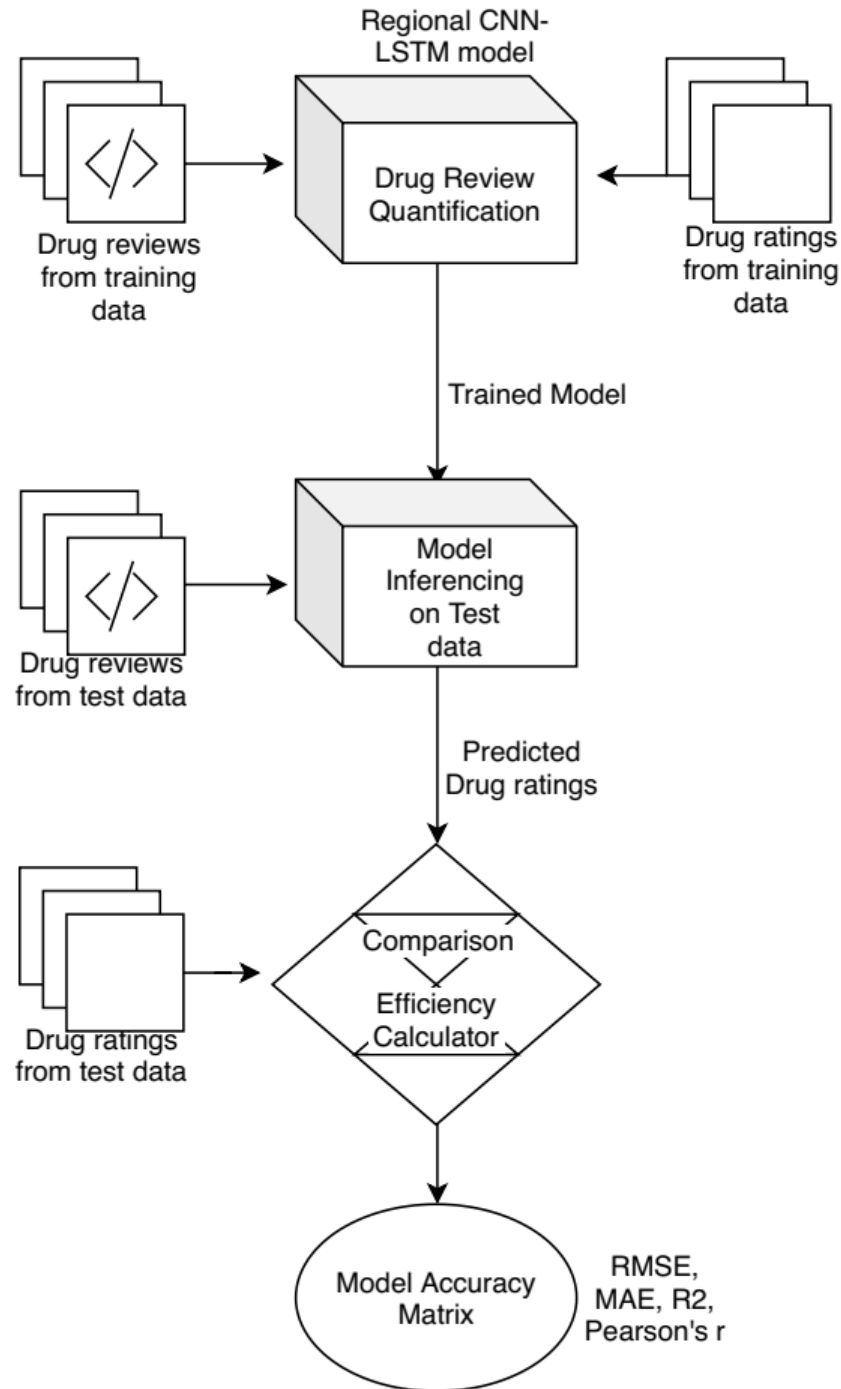 Regional CNN-
LSTM model
Drug Review
Quantification
Drug reviews
from training
data
Drug ratings
from training
data
Trained Model
Model
Inferencing
on Test
data
Drug reviews
from test data
Predicted
Drug ratings
Comparison
Efficiency
Calculator
Drug ratings
from test data
Model Accuracy
Matrix
RMSE,
MAE, R2,
Pearson's r